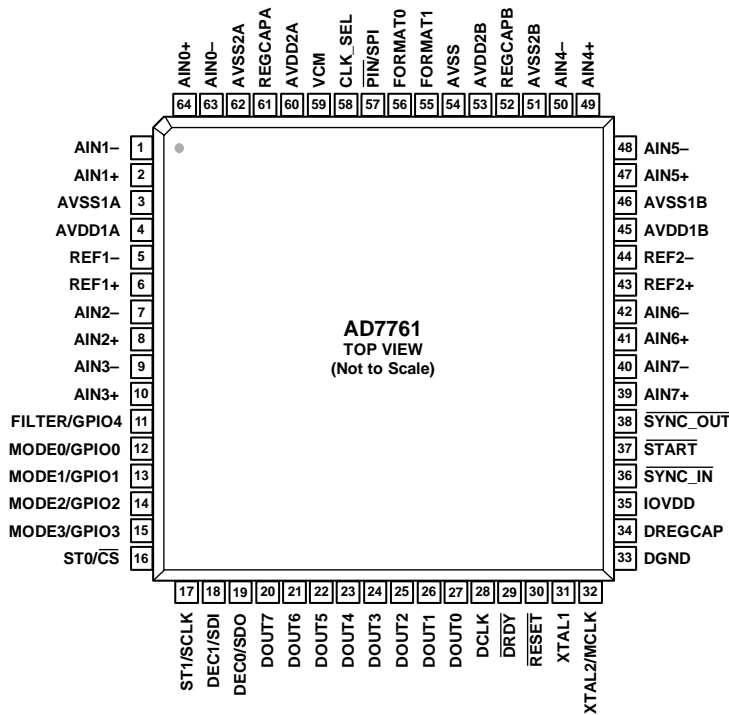 AIN0+
AIN0–
AVSS2A
REGCAPA
AVDD2A
VCM
CLK_SEL
PIN/SPI
FORMAT0
FORMAT1
AVSS
AVDD2B
REGCAPB
AVSS2B
AIN4–
AIN4+
64 63 62 61 60 59 58 57 56 55 54 53 52 51 50 49
AIN1– 1
AIN1+ 2
AVSS1A 3
AVDD1A 4
REF1– 5
REF1+ 6
AIN2– 7
AIN2+ 8
AIN3– 9
AIN3+ 10
FILTER/GPIO4 11
MODE0/GPIO0 12
MODE1/GPIO1 13
MODE2/GPIO2 14
MODE3/GPIO3 15
ST0/CS 16
AD7761
TOP VIEW
(Not to Scale)
48 AIN5–
47 AIN5+
46 AVSS1B
45 AVDD1B
44 REF2–
43 REF2+
42 AIN6–
41 AIN6+
40 AIN7–
39 AIN7+
38 SYNC_OUT
37 START
36 SYNC_IN
35 IOVDD
34 DREGCAP
33 DGND
17 18 19 20 21 22 23 24 25 26 27 28 29 30 31 32
ST1/SCLK
DEC1/SDI
DEC0/SDO
DOUT7
DOUT6
DOUT5
DOUT4
DOUT3
DOUT2
DOUT1
DOUT0
DCLK
DRDY
RESET
XTAL1
XTAL2/MCLK